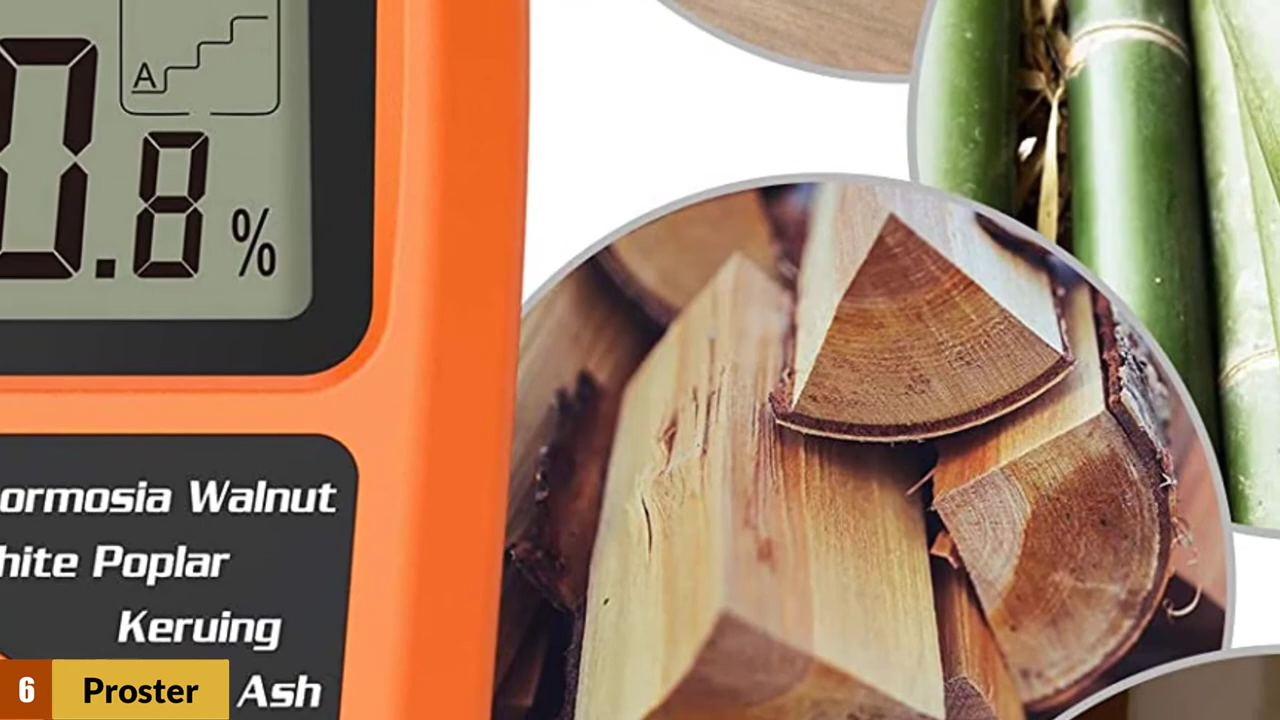 A
0.8 %
ormosia Walnut
hite Poplar
Keruing
Ash
6 Proster